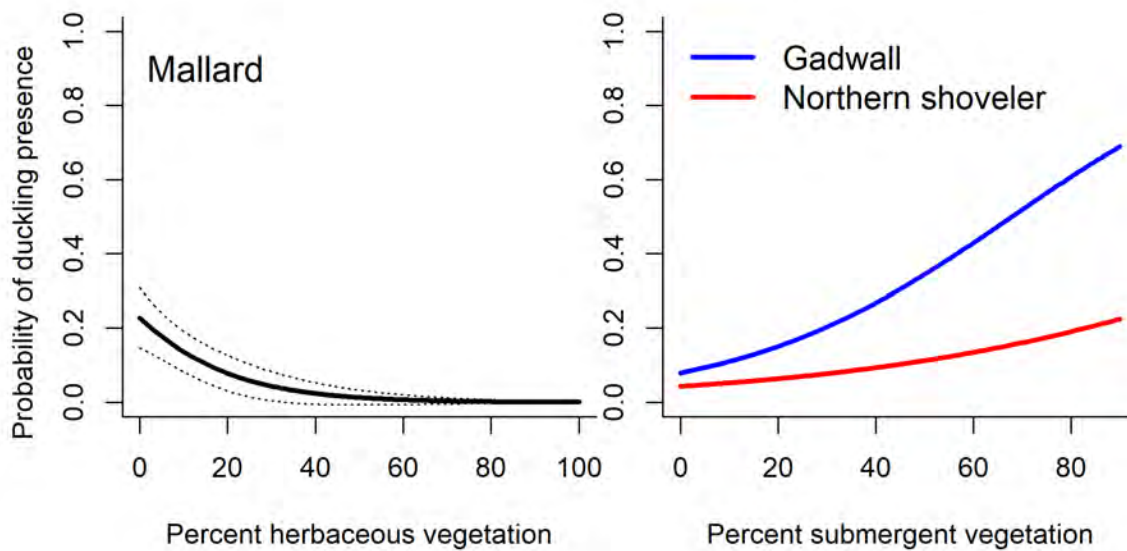 Probability of duckling presence
1.0
0.8
0.6
0.4
0.2
0.0
Mallard
0 20 40 60 80 100
Percent herbaceous vegetation
1.0
0.8
0.6
0.4
0.2
0.0
Gadwall
Northern shoveler
0 20 40 60 80
Percent submergent vegetation